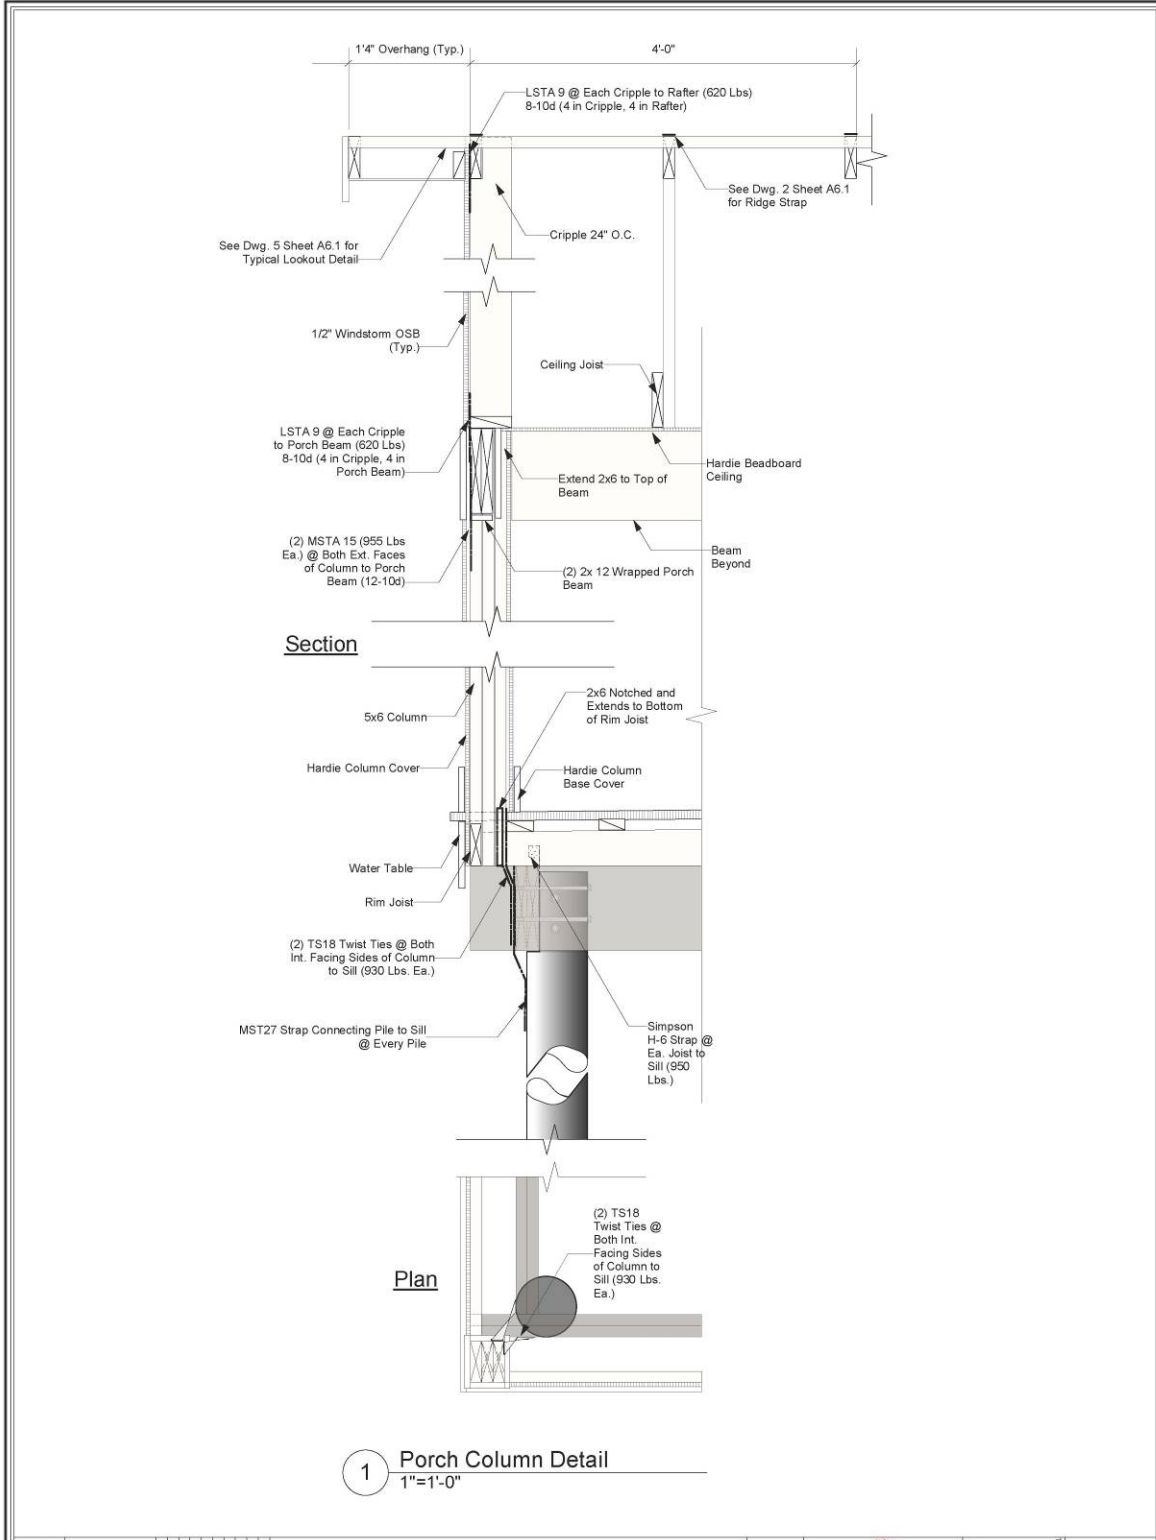 1'4" Overhang (Typ.)
4'-0"
LSTA 9 @ Each Cripple to Rafter (620 Lbs)
8-10d (4 in Cripple, 4 in Rafter)
See Dwg. 2 Sheet A6.1
for Ridge Strap
Cripple 24" O.C.
See Dwg. 5 Sheet A6.1 for
Typical Lookout Detail
1/2" Windstorm OSB
(Typ.)
Ceiling Joist
LSTA 9 @ Each Cripple
to Porch Beam (620 Lbs)
8-10d (4 in Cripple, 4 in
Porch Beam)
Hardie Beadboard
Ceiling
Extend 2x6 to Top of
Beam
(2) MSTA 15 (955 Lbs
Ea.) @ Both Ext. Faces
of Column to Porch
Beam (12-10d)
Beam
Beyond
(2) 2x 12 Wrapped Porch
Beam
Section
2x6 Notched and
Extends to Bottom
of Rim Joist
5x6 Column
Hardie Column Cover
Hardie Column
Base Cover
Water Table
Rim Joist
(2) TS18 Twist Ties @ Both
Int. Facing Sides of Column
to Sill (930 Lbs. Ea.)
MST27 Strap Connecting Pile to Sill
@ Every Pile
Simpson
H-6 Strap @
Ea. Joist to
Sill (950
Lbs.)
(2) TS18
Twist Ties @
Both Int.
Facing Sides
of Column to
Sill (930 Lbs.
Ea.)
Plan
1
Porch Column Detail
1"=1'-0"